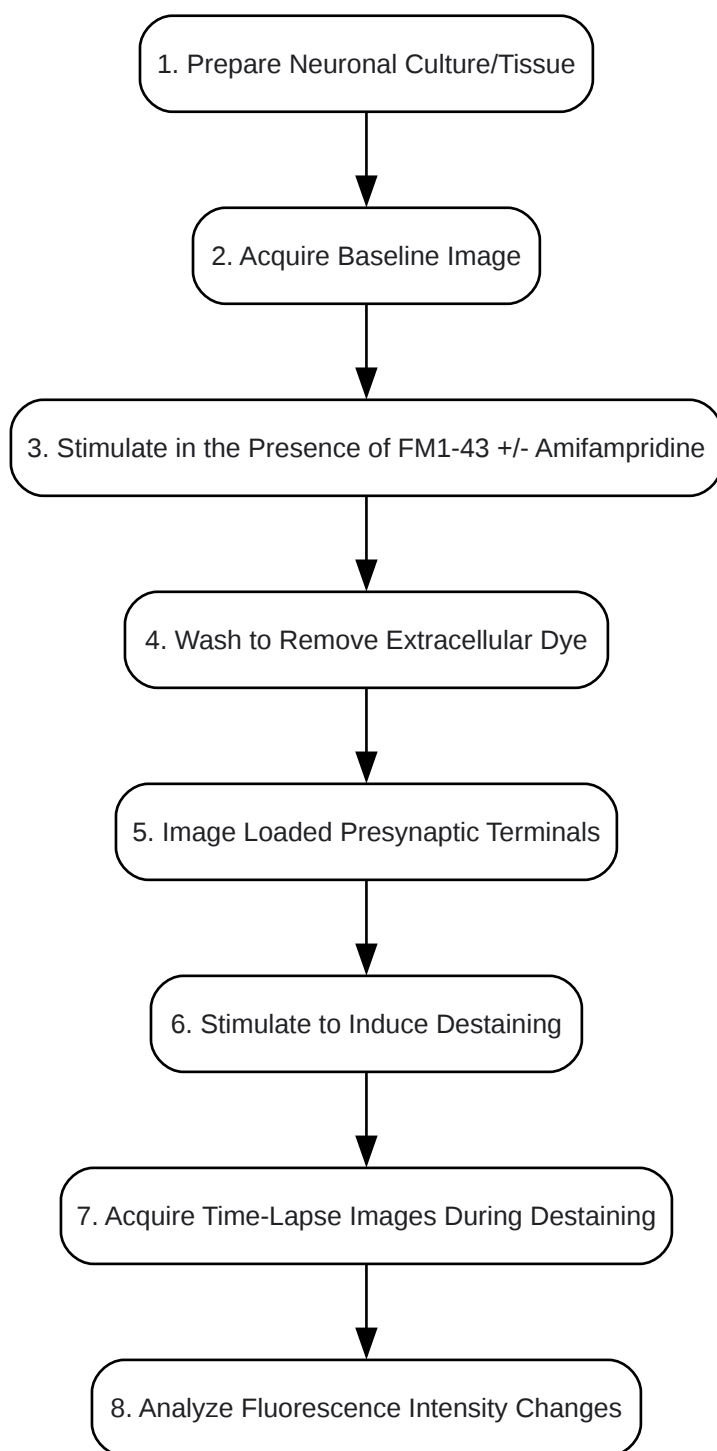 1. Prepare Neuronal Culture/Tissue
2. Acquire Baseline Image
3. Stimulate in the Presence of FM1-43 +/- Amifampridine
4. Wash to Remove Extracellular Dye
5. Image Loaded Presynaptic Terminals
6. Stimulate to Induce Destaining
7. Acquire Time-Lapse Images During Destaining
8. Analyze Fluorescence Intensity Changes